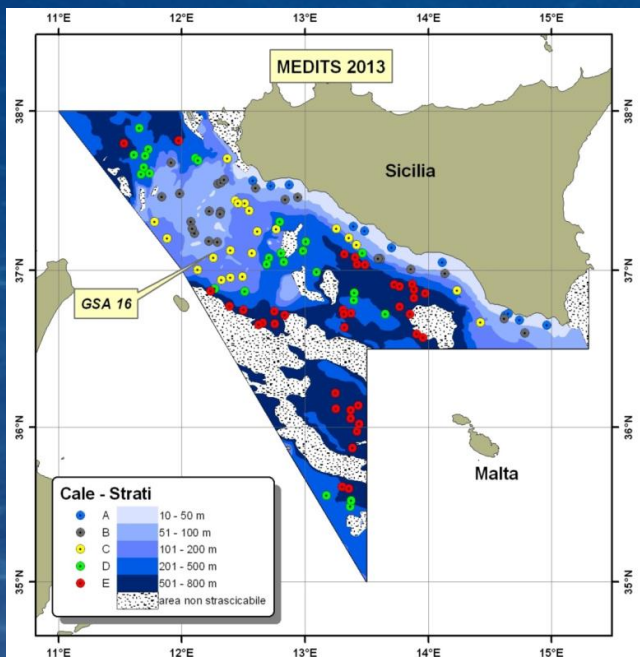 11°E 12°E 13°E 14°E 15°E
MEDITS 2013
38°N 38°N
Sicilia
37°N 37°N
GSA 16
36°N 36°N
Malta
Cale - Strati
A 10 - 50 m
B 51 - 100 m
C 101 - 200 m
D 201 - 500 m
E 501 - 800 m
area non strascicabile
35°N 35°N
11°E 12°E 13°E 14°E 15°E